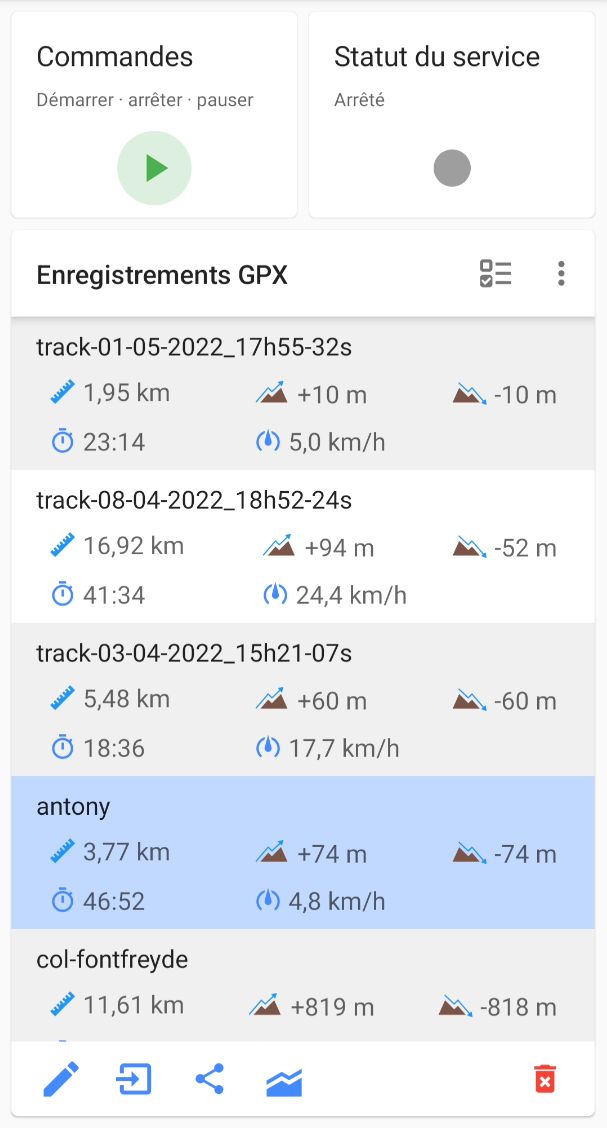 Commandes
Démarrer · arrêter · pauser
Statut du service
Arrêté
Enregistrements GPX
track-01-05-2022_17h55-32s
1,95 km +10 m -10 m
23:14 5,0 km/h
track-08-04-2022_18h52-24s
16,92 km +94 m -52 m
41:34 24,4 km/h
track-03-04-2022_15h21-07s
5,48 km +60 m -60 m
18:36 17,7 km/h
antony
3,77 km +74 m -74 m
46:52 4,8 km/h
col-fontfreyde
11,61 km +819 m -818 m